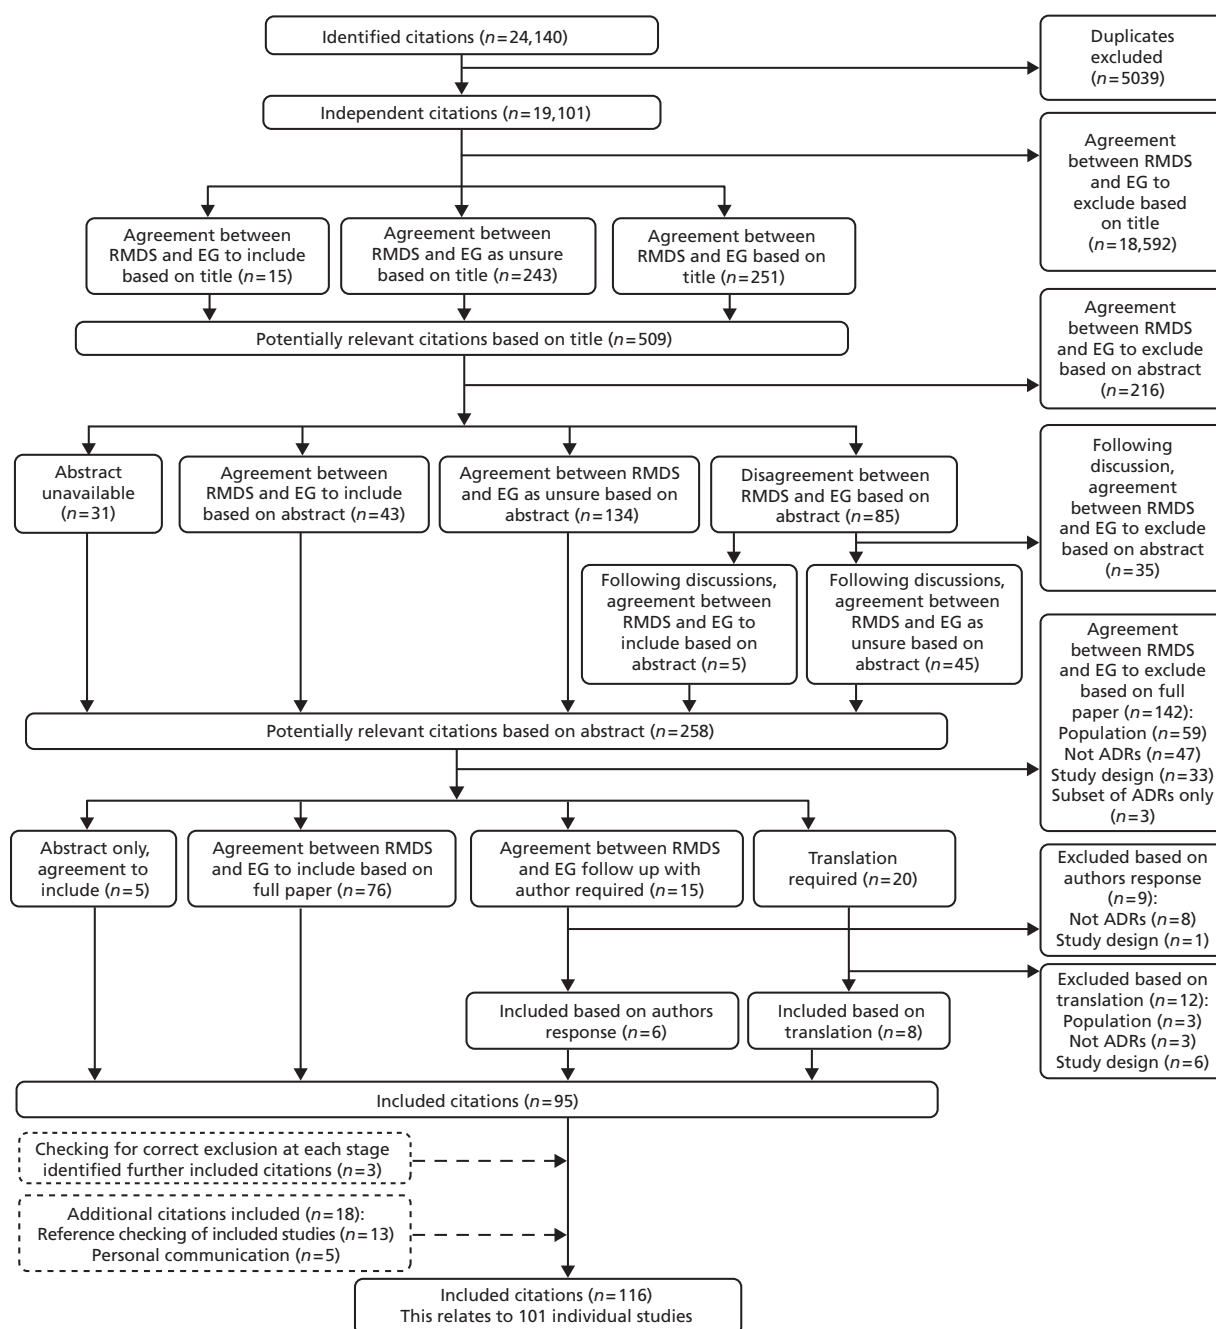 Identified citations (n=24,140)
Duplicates
excluded
(n=5039)
Independent citations (n=19,101)
Agreement
between RMDS
and EG to
exclude based
on title
(n=18,592)
Agreement between
RMDS and EG to include
based on title (n=15)
Agreement between
RMDS and EG as unsure
based on title (n=243)
Agreement between
RMDS and EG based on
title (n=251)
Potentially relevant citations based on title (n=509)
Agreement
between RMDS
and EG to exclude
based on abstract
(n=216)
Abstract
unavailable
(n=31)
Agreement between
RMDS and EG to include
based on abstract (n=43)
Agreement between RMDS
and EG as unsure based on
abstract (n=134)
Disagreement between
RMDS and EG based on
abstract (n=85)
Following
discussion,
agreement
between RMDS
and EG to exclude
based on abstract
(n=35)
Following discussions,
agreement between
RMDS and EG to
include based on
abstract (n=5)
Following discussions,
agreement between
RMDS and EG as
unsure based on
abstract (n=45)
Potentially relevant citations based on abstract (n=258)
Agreement
between RMDS
and EG to exclude
based on full
paper (n=142):
Population (n=59)
Not ADRs (n=47)
Study design (n=33)
Subset of ADRs only
(n=3)
Abstract only,
agreement to
include (n=5)
Agreement between RMDS
and EG to include based on
full paper (n=76)
Agreement between RMDS
and EG follow up with
author required (n=15)
Translation
required (n=20)
Excluded based on
authors response
(n=9):
Not ADRs (n=8)
Study design (n=1)
Excluded based on
translation (n=12):
Population (n=3)
Not ADRs (n=3)
Study design (n=6)
Included based on authors
response (n=6)
Included based on
translation (n=8)
Included citations (n=95)
Checking for correct exclusion at each stage
identified further included citations (n=3)
Additional citations included (n=18):
Reference checking of included studies (n=13)
Personal communication (n=5)
Included citations (n=116)
This relates to 101 individual studies